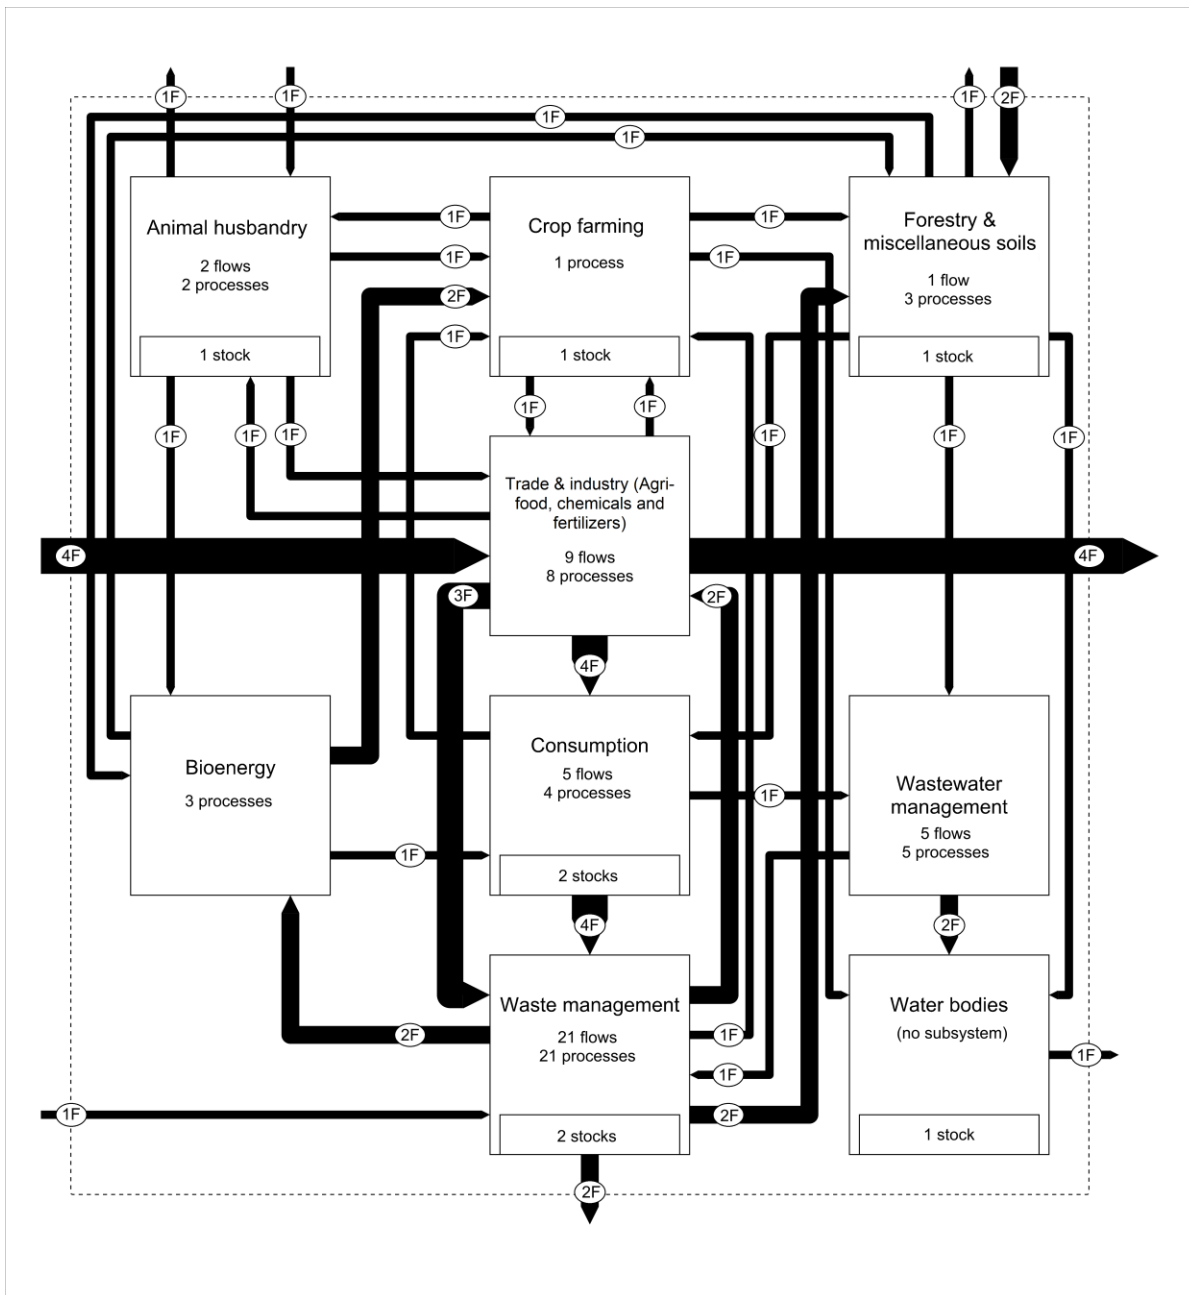 1F
1F
1F
2F
1F
1F
Animal husbandry
2 flows
2 processes
1 stock
1F
1F
2F
1F
Crop farming
1 process
1 stock
1F
1F
Forestry &
miscellaneous soils
1 flow
3 processes
1 stock
1F
1F
1F
1F
1F
1F
1F
1F
Trade & industry (Agri-
food, chemicals and
fertilizers)
9 flows
8 processes
4F
4F
3F
2F
4F
Bioenergy
3 processes
Consumption
5 flows
4 processes
2 stocks
1F
Wastewater
management
5 flows
5 processes
1F
4F
2F
Waste management
21 flows
21 processes
2 stocks
2F
1F
1F
2F
Water bodies
(no subsystem)
1 stock
1F
1F
2F